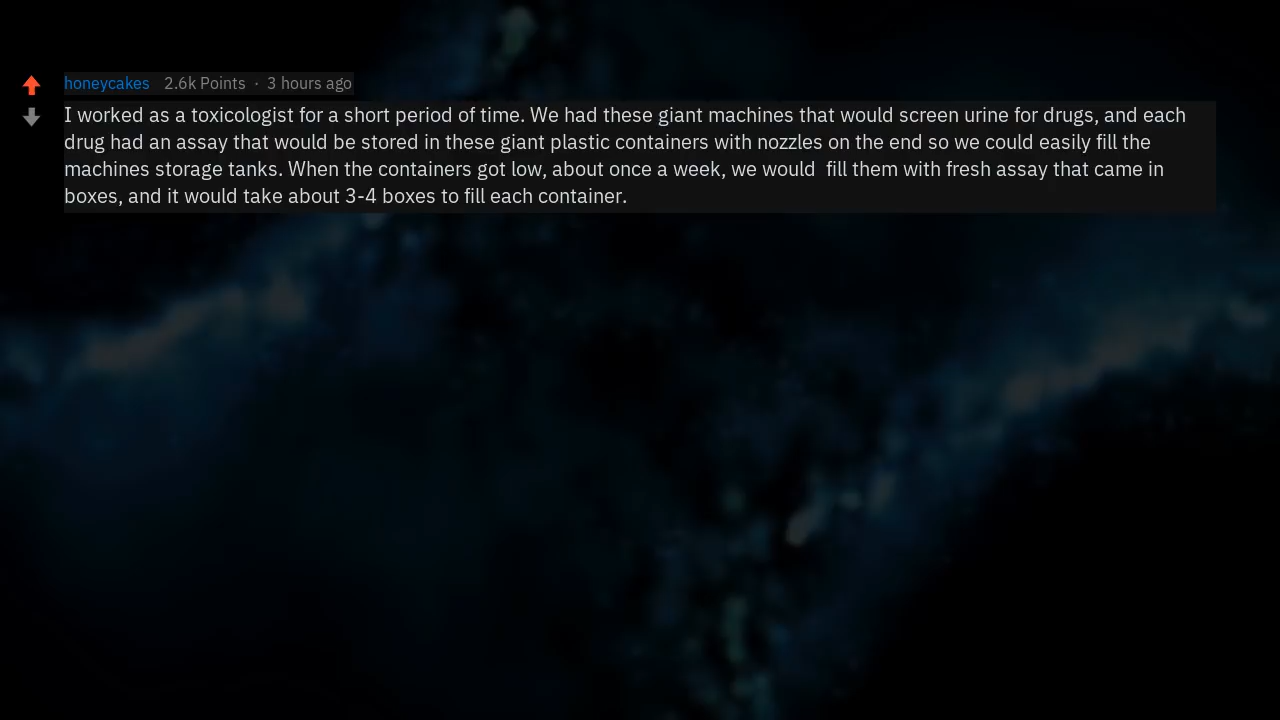 honeycakes 2.6k Points · 3 hours ago
I worked as a toxicologist for a short period of time. We had these giant machines that would screen urine for drugs, and each
drug had an assay that would be stored in these giant plastic containers with nozzles on the end so we could easily fill the
machines storage tanks. When the containers got low, about once a week, we would  fill them with fresh assay that came in
boxes, and it would take about 3-4 boxes to fill each container.